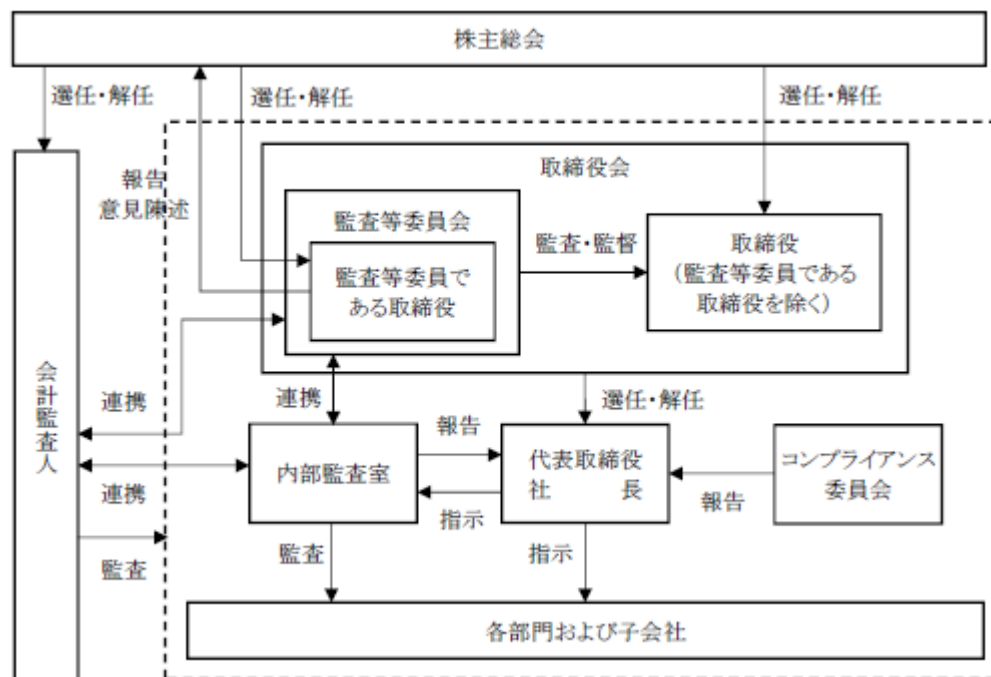 株主総会
選任・解任
選任・解任
選任・解任
報告
意見陳述
取締役会
監査等委員会
監査等委員で
ある取締役
監査・監督
取締役
（監査等委員である
取締役を除く）
会計監査人
連携
連携
選任・解任
報告
内部監査室
代表取締役
社　　長
コンプライアンス
委員会
連携
指示
報告
監査
監査
指示
各部門および子会社